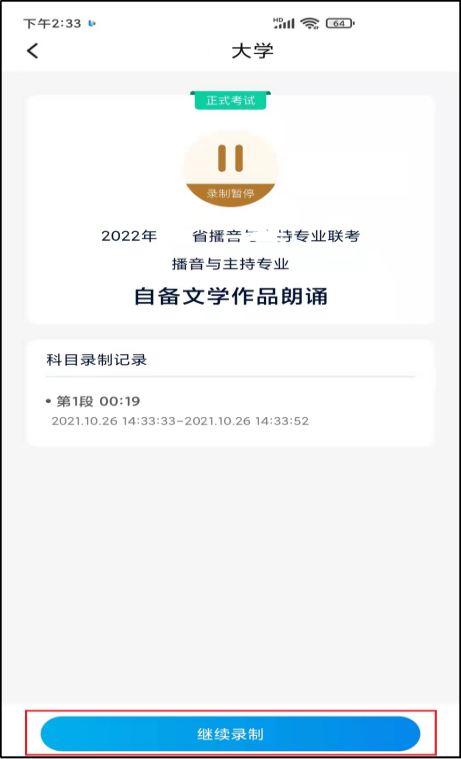 下午2:33
HD
64
大学
正式考试
录制暂停
2022年 省播音与主持专业联考
播音与主持专业
自备文学作品朗诵
科目录制记录
• 第1段 00:19
2021.10.26 14:33:33-2021.10.26 14:33:52
继续录制